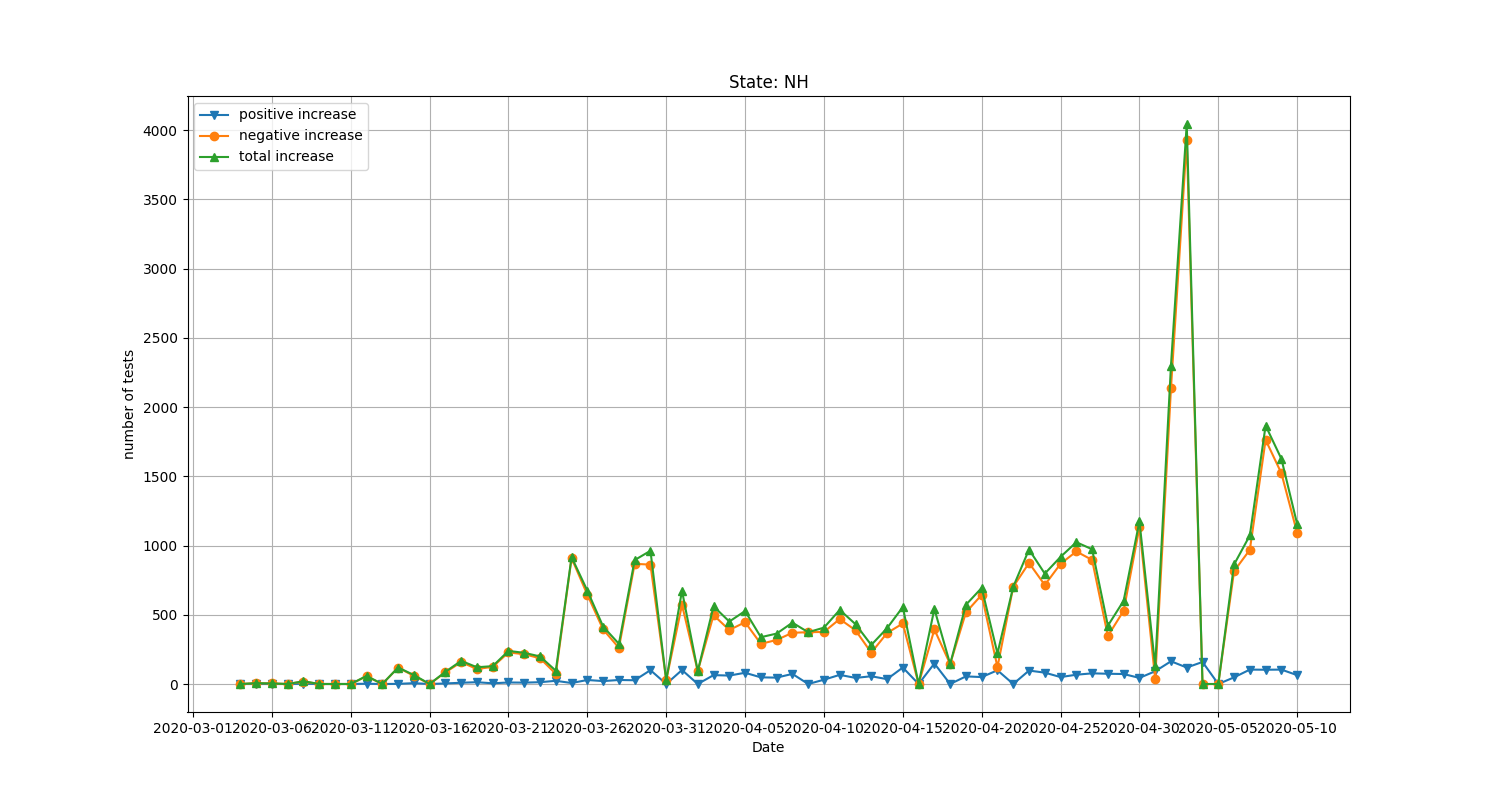 State: NH
positive increase
negative increase
total increase
4000
3500
3000
2500
2000
1500
1000
500
0
number of tests
2020-03-01 2020-03-06 2020-03-11 2020-03-16 2020-03-21 2020-03-26 2020-03-31 2020-04-05 2020-04-10 2020-04-15 2020-04-20 2020-04-25 2020-04-30 2020-05-05 2020-05-10
Date